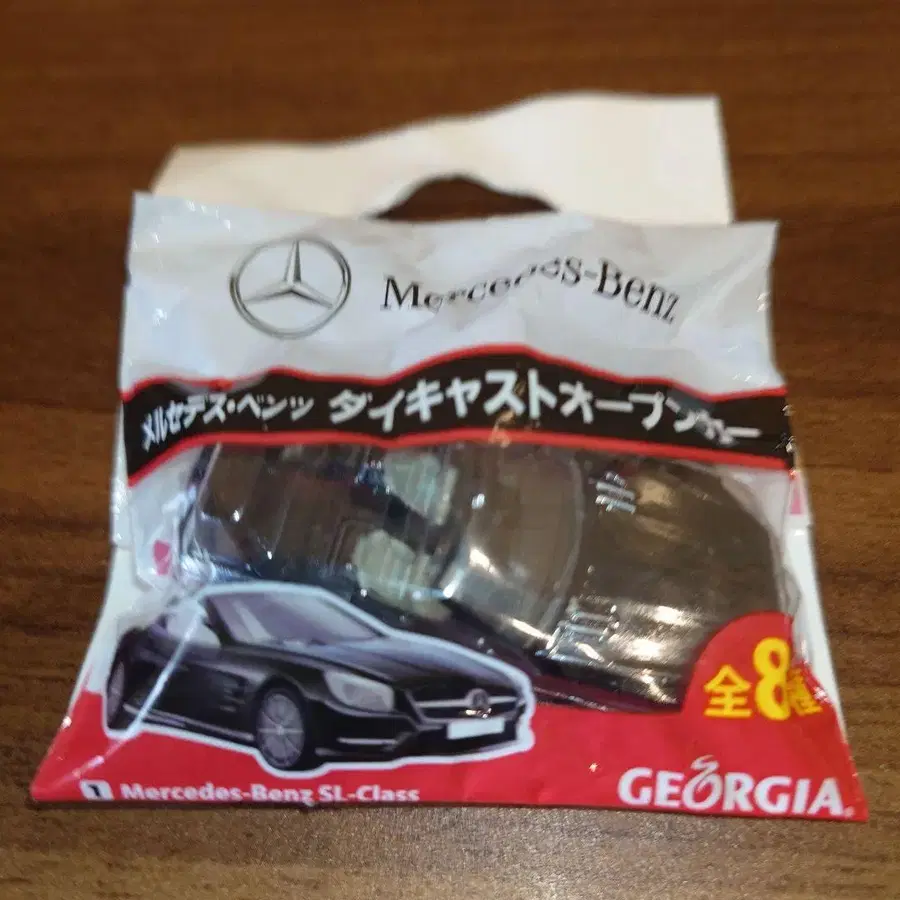 Mercedes-Benz
メルセデス・ベンツ ダイキャストオープンカー
全8種
1 Mercedes-Benz SL-Class
GEORGIA